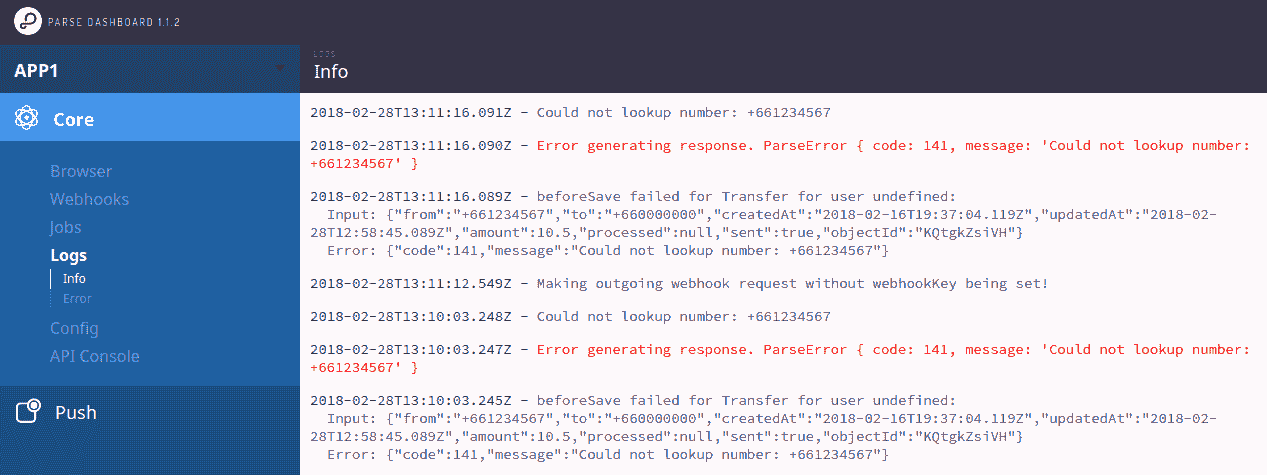 PARSE DASHBOARD 1.1.2
APP1
LOGS
Info
Core
Browser
Webhooks
Jobs
Logs
Info
Error
Config
API Console
Push
2018-02-28T13:11:16.091Z - Could not lookup number: +661234567
2018-02-28T13:11:16.090Z - Error generating response. ParseError { code: 141, message: 'Could not lookup number:
+661234567' }
2018-02-28T13:11:16.089Z - beforeSave failed for Transfer for user undefined:
Input: {"from":"+661234567","to":"+660000000","createdAt":"2018-02-16T19:37:04.119Z","updatedAt":"2018-02-
28T12:58:45.089Z","amount":10.5,"processed":null,"sent":true,"objectId":"KQtgkZsiVH"}
Error: {"code":141,"message":"Could not lookup number: +661234567"}
2018-02-28T13:11:12.549Z - Making outgoing webhook request without webhookKey being set!
2018-02-28T13:10:03.248Z - Could not lookup number: +661234567
2018-02-28T13:10:03.247Z - Error generating response. ParseError { code: 141, message: 'Could not lookup number:
+661234567' }
2018-02-28T13:10:03.245Z - beforeSave failed for Transfer for user undefined:
Input: {"from":"+661234567","to":"+660000000","createdAt":"2018-02-16T19:37:04.119Z","updatedAt":"2018-02-
28T12:58:45.089Z","amount":10.5,"processed":null,"sent":true,"objectId":"KQtgkZsiVH"}
Error: {"code":141,"message":"Could not lookup number: +661234567"}